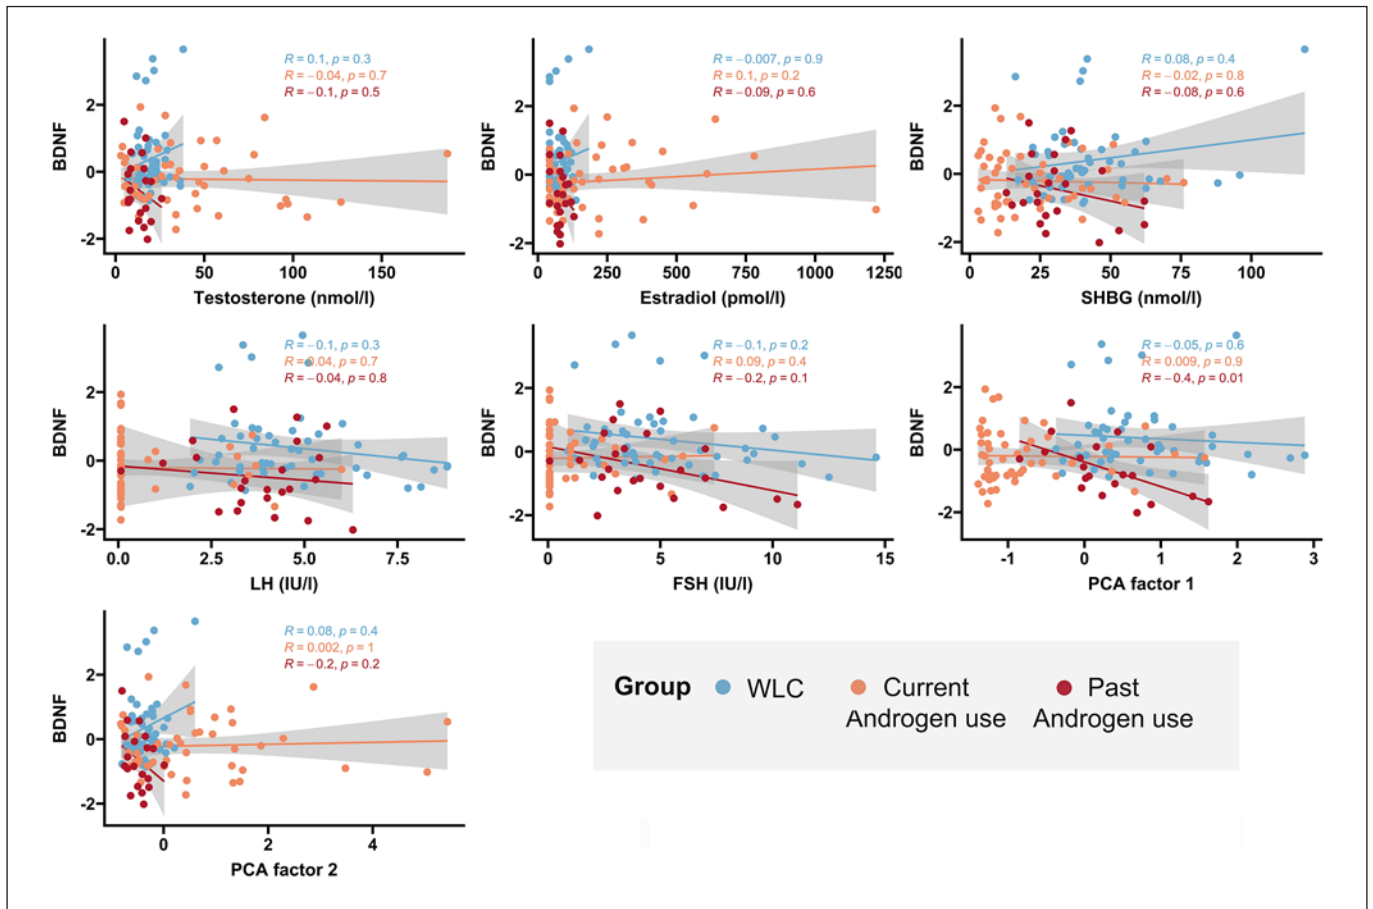 R = 0.1, p = 0.3
R = −0.04, p = 0.7
R = −0.1, p = 0.5
BDNF
2
0
-2
0 50 100 150
Testosterone (nmol/l)
R = −0.007, p = 0.9
R = 0.1, p = 0.2
R = −0.09, p = 0.6
BDNF
2
0
-2
0 250 500 750 1000 1250
Estradiol (pmol/l)
R = 0.08, p = 0.4
R = −0.02, p = 0.8
R = −0.08, p = 0.6
BDNF
2
0
-2
0 25 50 75 100
SHBG (nmol/l)
R = −0.1, p = 0.3
R = 0.04, p = 0.7
R = −0.04, p = 0.8
BDNF
2
0
-2
0.0 2.5 5.0 7.5
LH (IU/l)
R = −0.1, p = 0.2
R = 0.09, p = 0.4
R = −0.2, p = 0.1
BDNF
2
0
-2
0 5 10 15
FSH (IU/l)
R = −0.05, p = 0.6
R = 0.009, p = 0.9
R = −0.4, p = 0.01
BDNF
2
0
-2
-1 0 1 2 3
PCA factor 1
R = 0.08, p = 0.4
R = 0.002, p = 1
R = −0.2, p = 0.2
BDNF
2
0
-2
0 2 4
PCA factor 2
Group WLC Current Past
Androgen use Androgen use